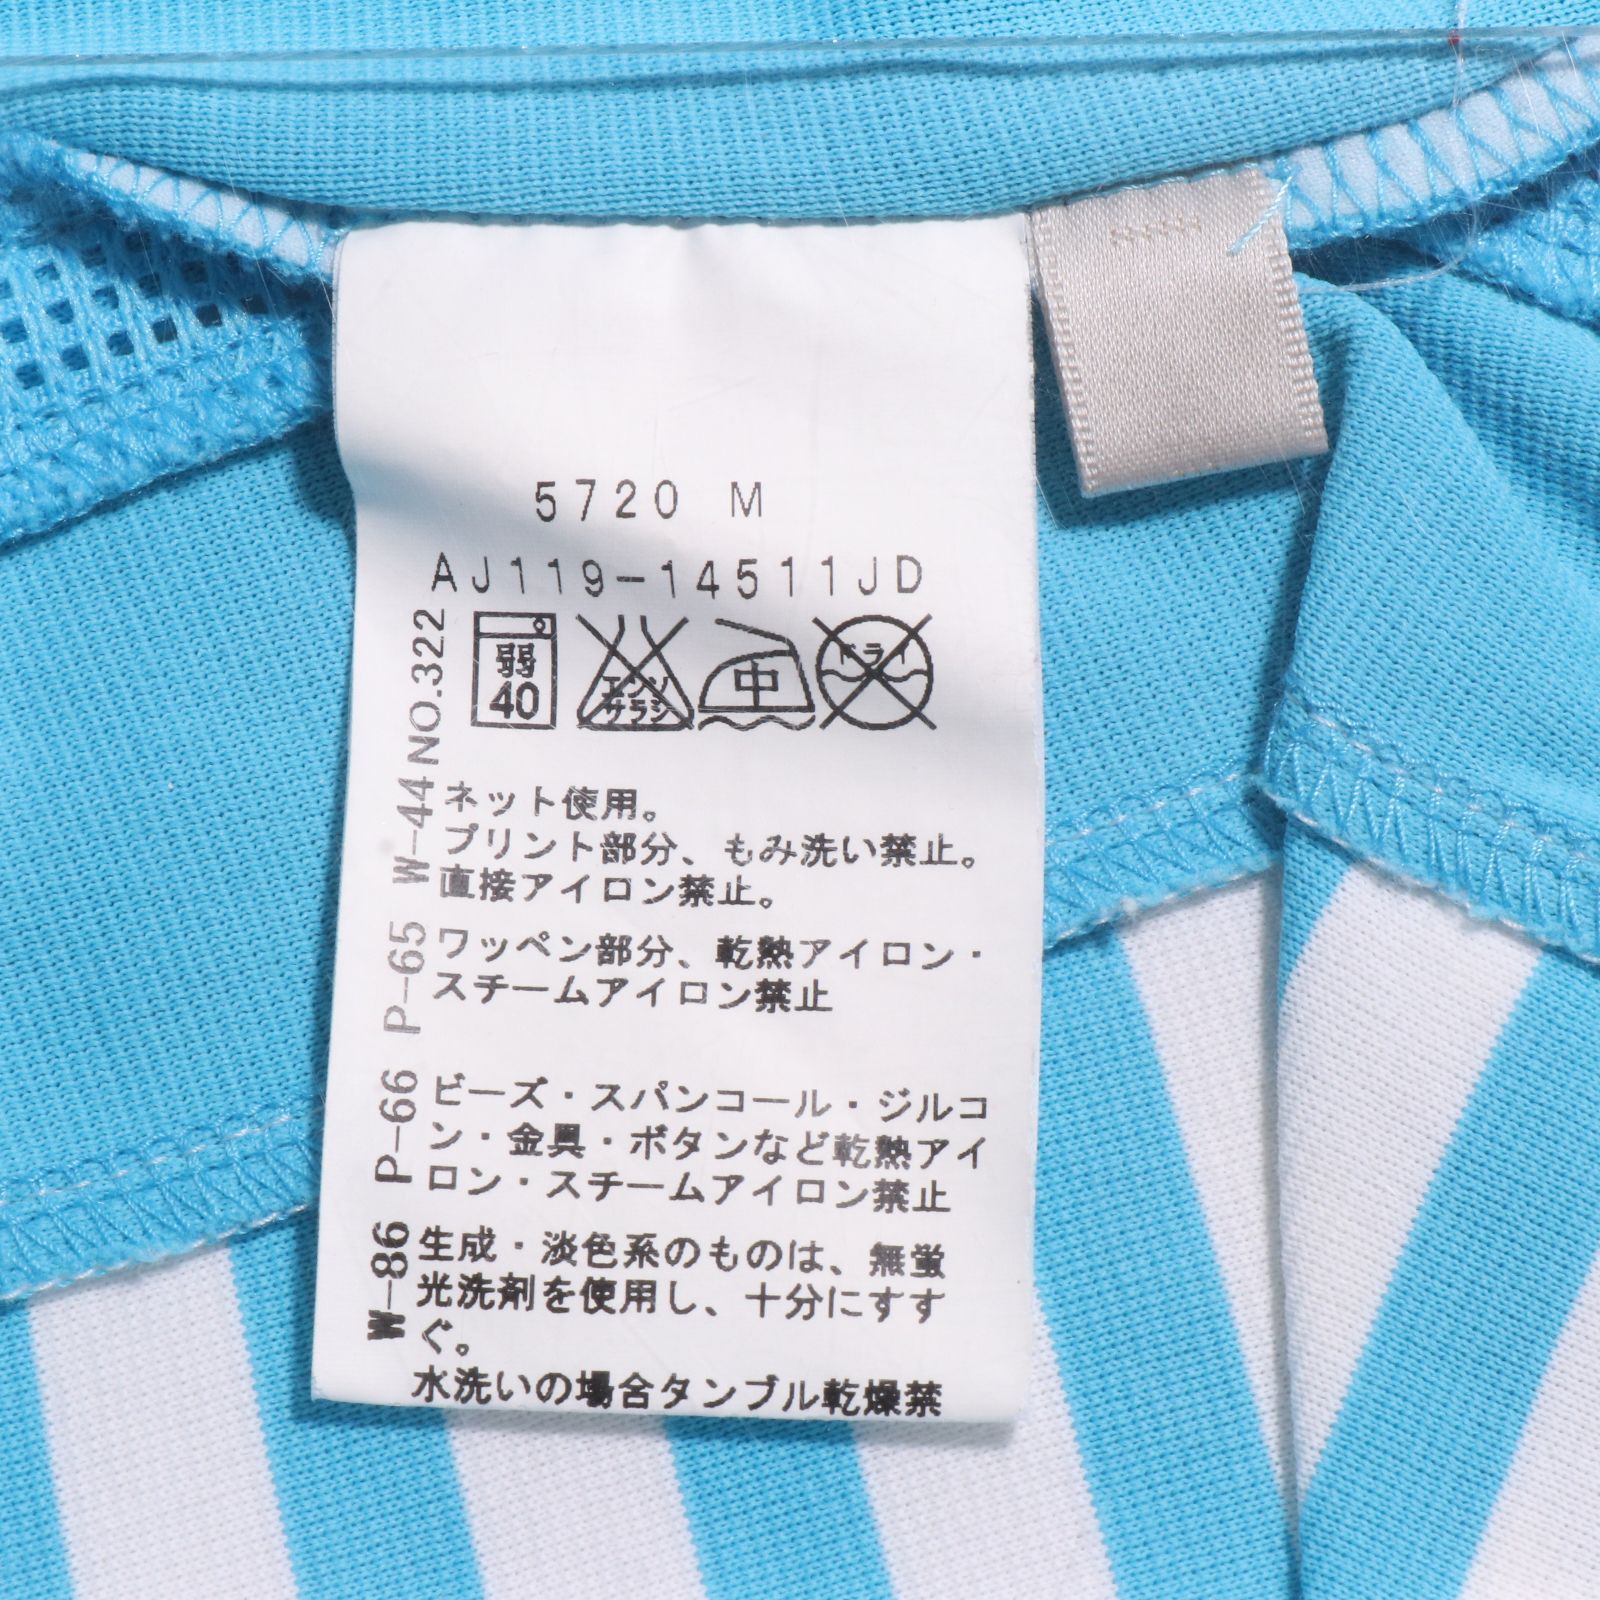 5720 M
AJ119-14511JD
弱
40
エンソ
サラシ
中
ドライ
NO.322
W-44 ネット使用。
プリント部分、もみ洗い禁止。
直接アイロン禁止。
P-65 ワッペン部分、乾熱アイロン・
スチームアイロン禁止
P-66 ビーズ・スパンコール・ジルコ
ン・金具・ボタンなど乾熱アイ
ロン・スチームアイロン禁止
W-86 生成・淡色系のものは、無蛍
光洗剤を使用し、十分にすす
ぐ。
水洗いの場合タンブル乾燥禁